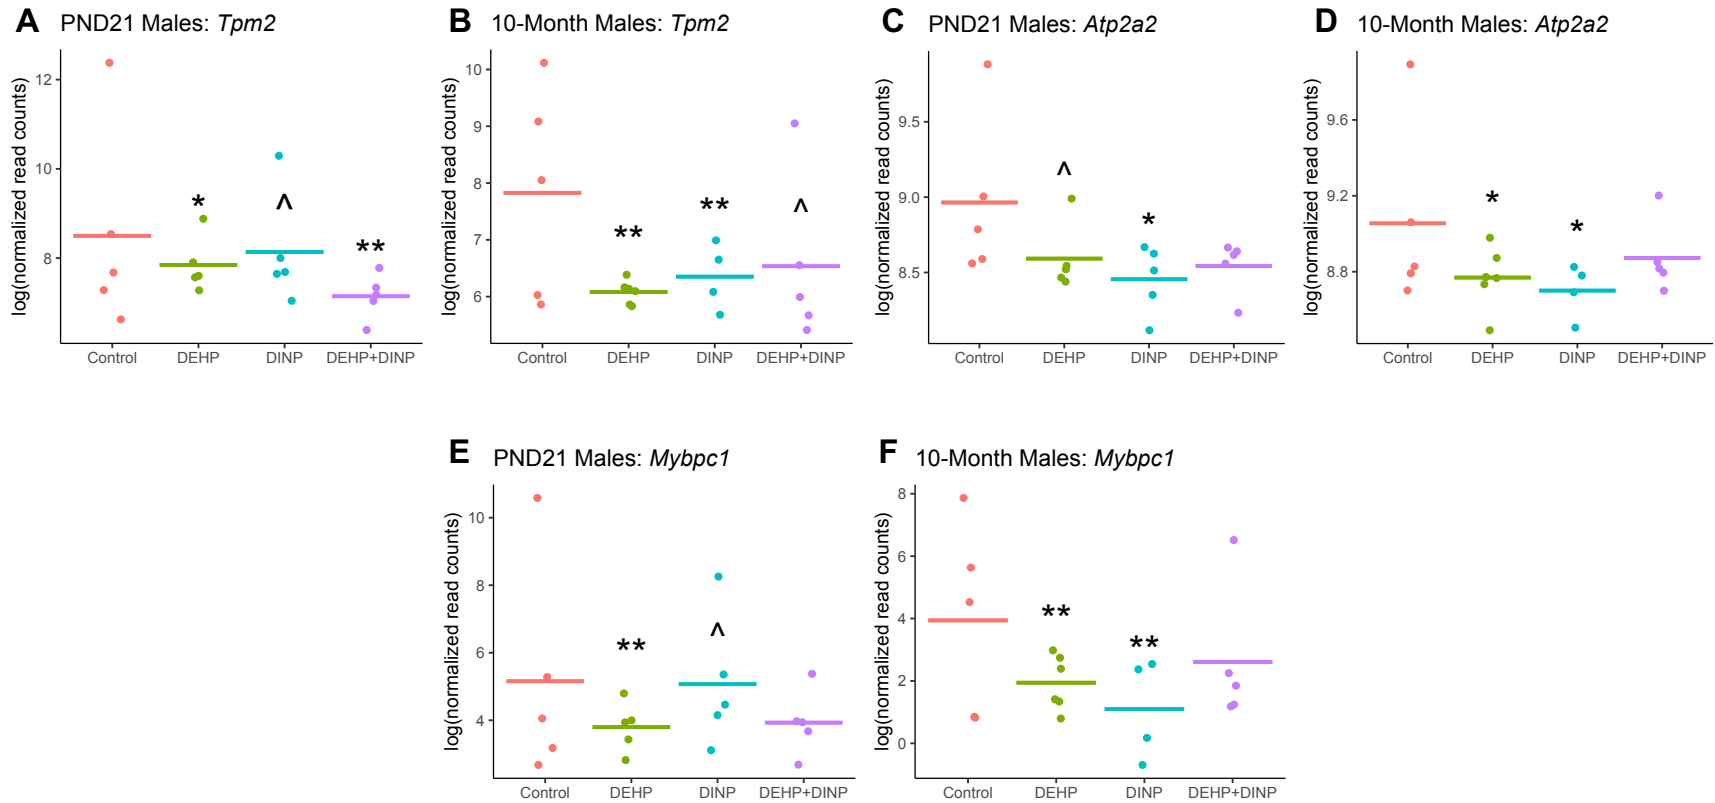 A PND21 Males: Tpm2
log(normalized read counts)
12
10
8
*
^
**
Control DEHP DINP DEHP+DINP
B 10-Month Males: Tpm2
log(normalized read counts)
10
9
8
7
6
**
**
^
Control DEHP DINP DEHP+DINP
C PND21 Males: Atp2a2
log(normalized read counts)
9.5
9.0
8.5
^
*
Control DEHP DINP DEHP+DINP
D 10-Month Males: Atp2a2
log(normalized read counts)
9.6
9.2
8.8
*
*
Control DEHP DINP DEHP+DINP
E PND21 Males: Mybpc1
log(normalized read counts)
10
8
6
4
**
^
Control DEHP DINP DEHP+DINP
F 10-Month Males: Mybpc1
log(normalized read counts)
8
6
4
2
0
**
**
Control DEHP DINP DEHP+DINP